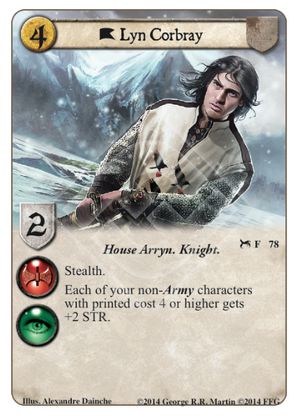 4
Lyn Corbray
2
House Arryn. Knight.
F 78
Stealth.
Each of your non-Army characters
with printed cost 4 or higher gets
+2 STR.
Illus. Alexandre Dainche
©2014 George R.R. Martin ©2014 FFG